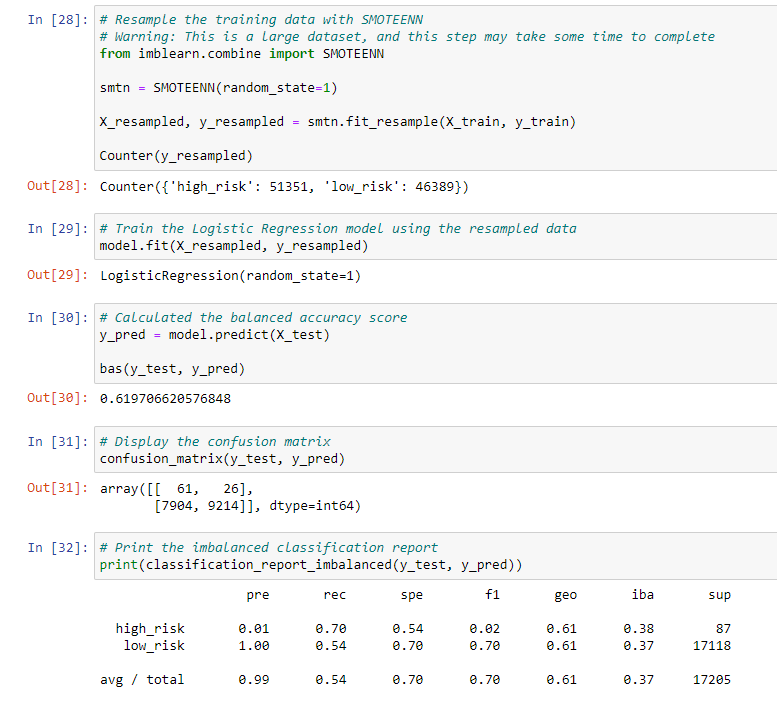 In [28]: # Resample the training data with SMOTEENN
# Warning: This is a large dataset, and this step may take some time to complete
from imblearn.combine import SMOTEENN
smtn = SMOTEENN(random_state=1)
X_resampled, y_resampled = smtn.fit_resample(X_train, y_train)
Counter(y_resampled)
Out[28]: Counter({'high_risk': 51351, 'low_risk': 46389})
In [29]: # Train the Logistic Regression model using the resampled data
model.fit(X_resampled, y_resampled)
Out[29]: LogisticRegression(random_state=1)
In [30]: # Calculated the balanced accuracy score
y_pred = model.predict(X_test)
bas(y_test, y_pred)
Out[30]: 0.619706620576848
In [31]: # Display the confusion matrix
confusion_matrix(y_test, y_pred)
Out[31]: array([[  61,   26],
[7904, 9214]], dtype=int64)
In [32]: # Print the imbalanced classification report
print(classification_report_imbalanced(y_test, y_pred))
pre rec spe f1 geo iba sup
high_risk 0.01 0.70 0.54 0.02 0.61 0.38 87
low_risk 1.00 0.54 0.70 0.70 0.61 0.37 17118
avg / total 0.99 0.54 0.70 0.70 0.61 0.37 17205